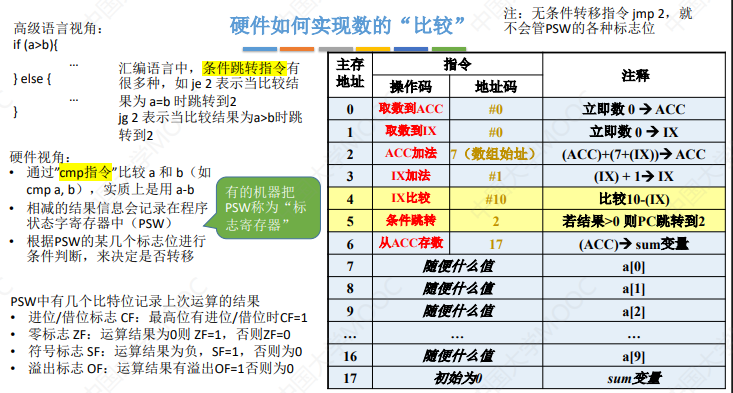 硬件如何实现数的“比较”
注：无条件转移指令 jmp 2，就
不会管PSW的各种标志位
高级语言视角：
if (a>b){
…
} else {
…
}
汇编语言中，条件跳转指令有
很多种，如 je 2 表示当比较结
果为 a=b 时跳转到2
jg 2 表示当比较结果为a>b时跳
转到2
硬件视角：
• 通过”cmp指令”比较 a 和 b（如
cmp a, b），实质上是用 a-b
• 相减的结果信息会记录在程序
状态字寄存器中（PSW）
• 根据PSW的某几个标志位进行
条件判断，来决定是否转移
有的机器把
PSW称为“标
志寄存器”
PSW中有几个比特位记录上次运算的结果
• 进位/借位标志 CF：最高位有进位/借位时CF=1
• 零标志 ZF：运算结果为0则 ZF=1，否则ZF=0
• 符号标志 SF：运算结果为负，SF=1，否则为0
• 溢出标志 OF：运算结果有溢出OF=1否则为0
主存地址 指令 注释
操作码 地址码
0 取数到ACC #0 立即数 0 → ACC
1 取数到IX #0 立即数 0 → IX
2 ACC加法 7（数组始址） (ACC)+(7+(IX))→ ACC
3 IX加法 #1 (IX) + 1→ IX
4 IX比较 #10 比较10-(IX)
5 条件跳转 2 若结果>0 则PC跳转到2
6 从ACC存数 17 (ACC)→ sum变量
7 随便什么值 a[0]
8 随便什么值 a[1]
9 随便什么值 a[2]
… … …
16 随便什么值 a[9]
17 初始为0 sum变量
中国大学MOOC